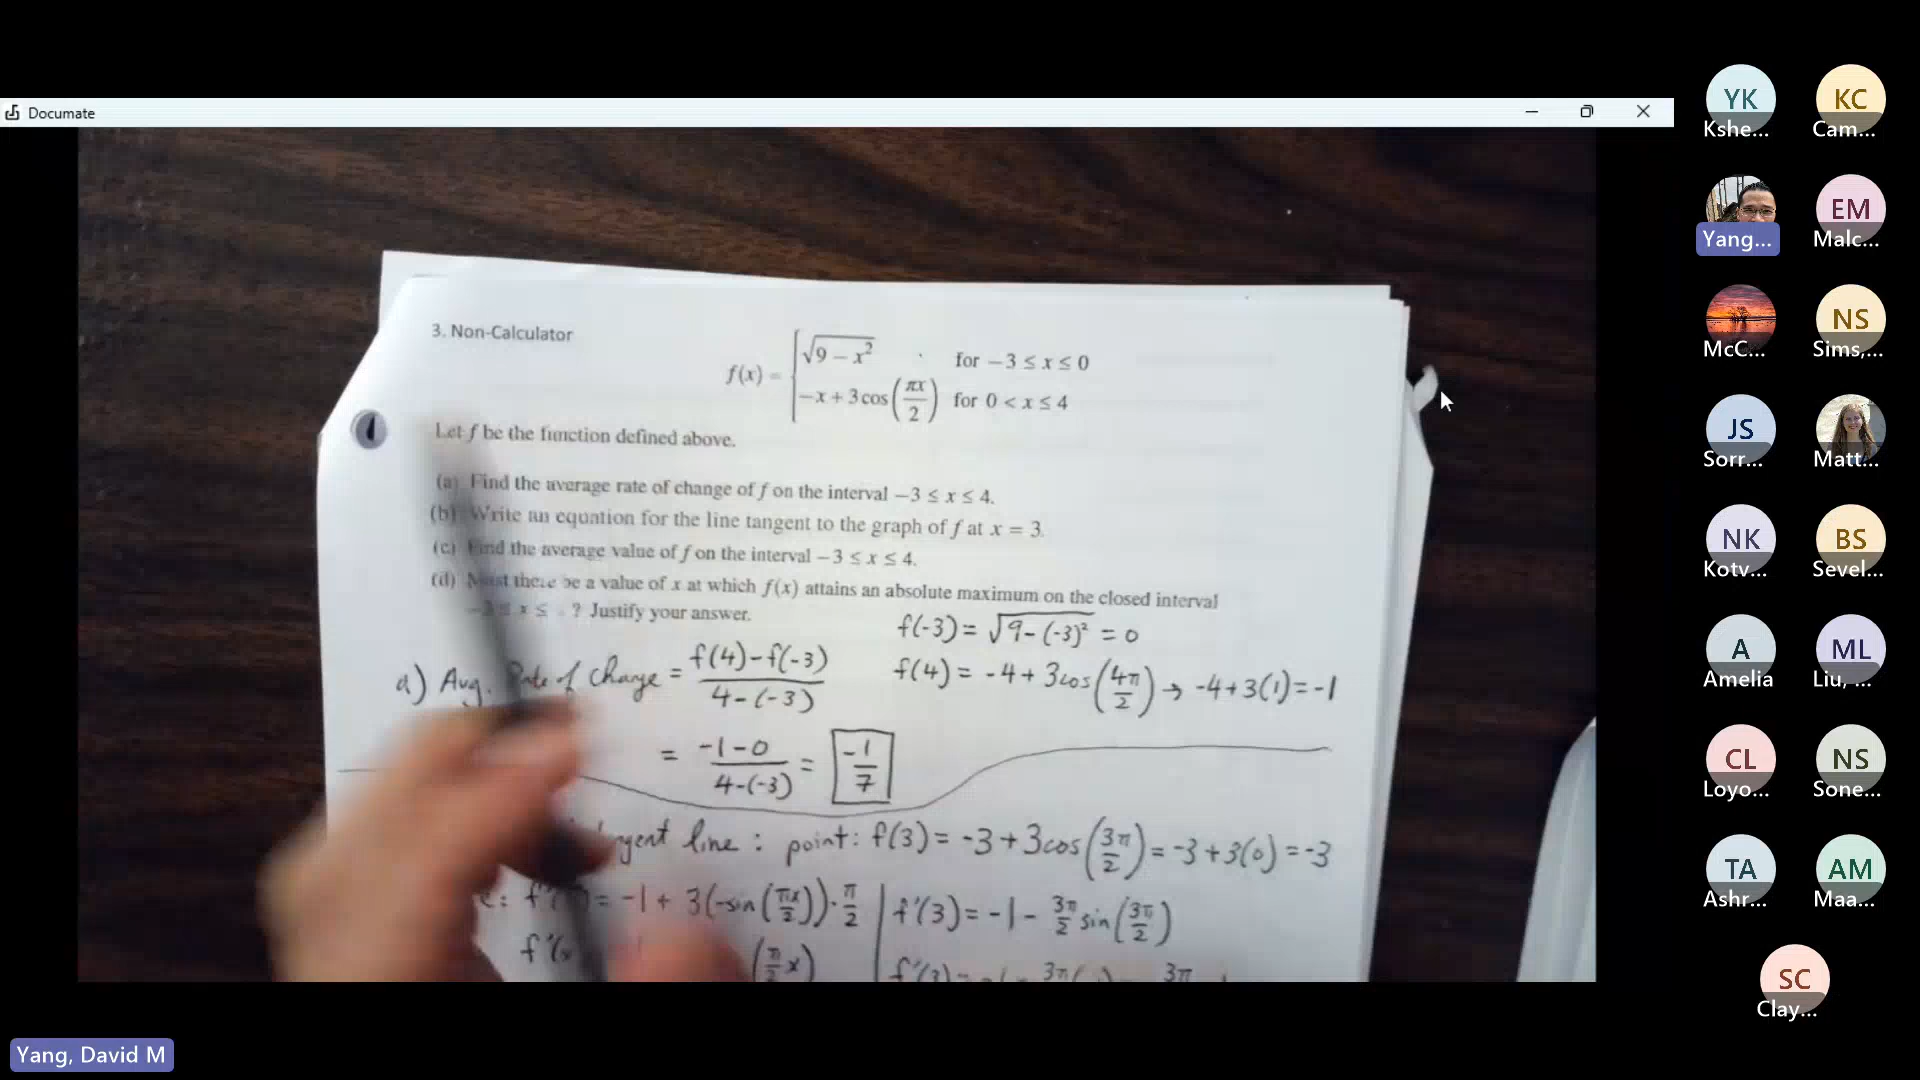 Documate
3. Non-Calculator
f(x) = { √9 − x² for −3 ≤ x ≤ 0
−x + 3 cos(πx/2) for 0 < x ≤ 4
Let f be the function defined above.
(a) Find the average rate of change of f on the interval −3 ≤ x ≤ 4.
(b) Write an equation for the line tangent to the graph of f at x = 3.
(c) Find the average value of f on the interval −3 ≤ x ≤ 4.
(d) Must there be a value of x at which f(x) attains an absolute maximum on the closed interval
≤ x ≤ ? Justify your answer.
f(-3) = √9-(-3)² = 0
a) Avg. Rate of change = f(4)-f(-3) / 4-(-3)
f(4) = -4+3cos(4π/2) → -4+3(1)=-1
= -1-0 / 4-(-3) = -1/7
line : point: f(3) = -3+3cos(3π/2) = -3+3(0) = -3
= -1 + 3(-sin(πx/2))·π/2 | f'(3) = -1 - 3π/2 sin(3π/2)
(π/2 x)
YK
Kshe...
KC
Cam...
Yang...
EM
Malc...
McC...
NS
Sims,...
JS
Sorr...
Matt...
NK
Kotv...
BS
Sevel...
A
Amelia
ML
Liu, ...
CL
Loyo...
NS
Sone...
TA
Ashr...
AM
Maa...
SC
Clay...
Yang, David M